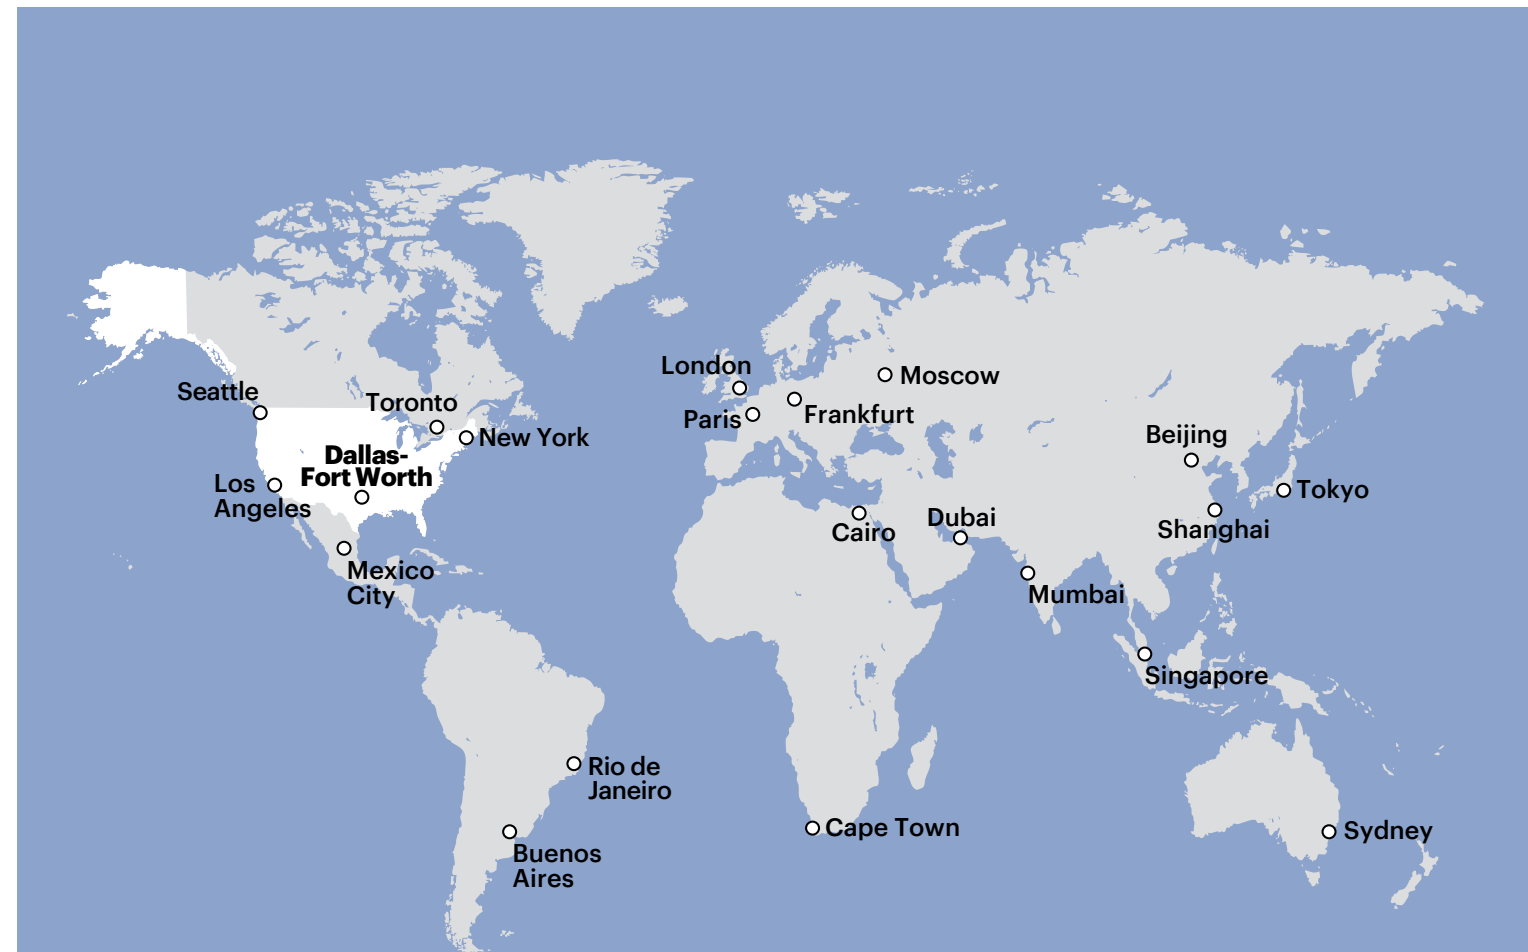 London
Moscow
Seattle
Toronto
Paris
Frankfurt
New York
Beijing
Dallas-
Fort Worth
Los
Angeles
Tokyo
Cairo
Dubai
Shanghai
Mexico
City
Mumbai
Singapore
Rio de
Janeiro
Cape Town
Sydney
Buenos
Aires